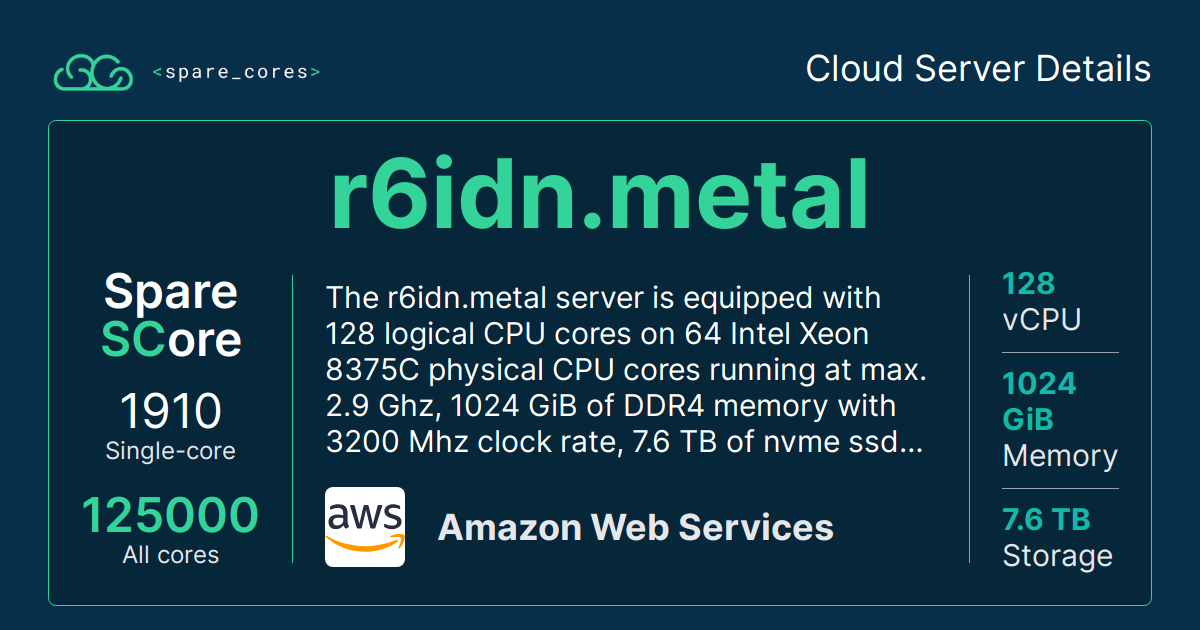 <spare_cores>
Cloud Server Details
r6idn.metal
Spare
SCore
1910
Single-core
125000
All cores
The r6idn.metal server is equipped with
128 logical CPU cores on 64 Intel Xeon
8375C physical CPU cores running at max.
2.9 Ghz, 1024 GiB of DDR4 memory with
3200 Mhz clock rate, 7.6 TB of nvme ssd...
aws
Amazon Web Services
128
vCPU
1024
GiB
Memory
7.6 TB
Storage